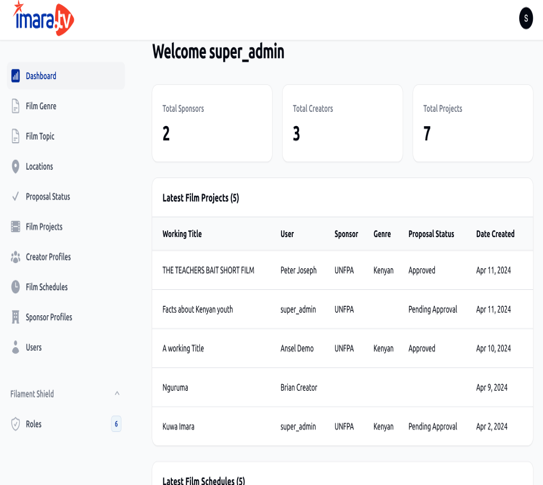 imara.tv
S
Welcome super_admin
Dashboard
Film Genre
Film Topic
Locations
Proposal Status
Film Projects
Creator Profiles
Film Schedules
Sponsor Profiles
Users
Filament Shield
Roles 6
Total Sponsors
2
Total Creators
3
Total Projects
7
Latest Film Projects (5)
Working Title User Sponsor Genre Proposal Status Date Created
THE TEACHERS BAIT SHORT FILM Peter Joseph UNFPA Kenyan Approved Apr 11, 2024
Facts about Kenyan youth super_admin UNFPA Pending Approval Apr 11, 2024
A working Title Ansel Demo UNFPA Kenyan Approved Apr 10, 2024
Nguruma Brian Creator Apr 9, 2024
Kuwa Imara super_admin UNFPA Kenyan Pending Approval Apr 2, 2024
Latest Film Schedules (5)